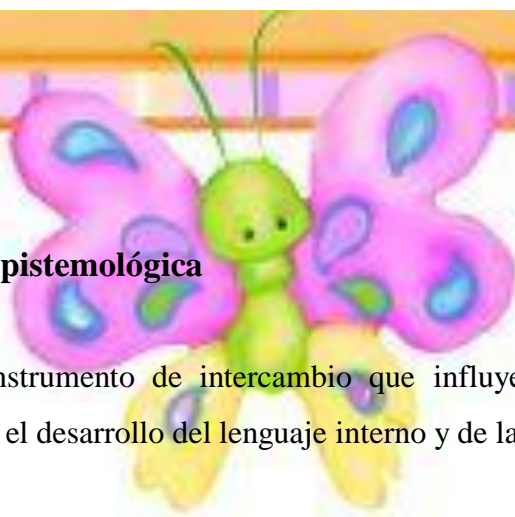 pistemológica
nstrumento de intercambio que influye
el desarrollo del lenguaje interno y de la